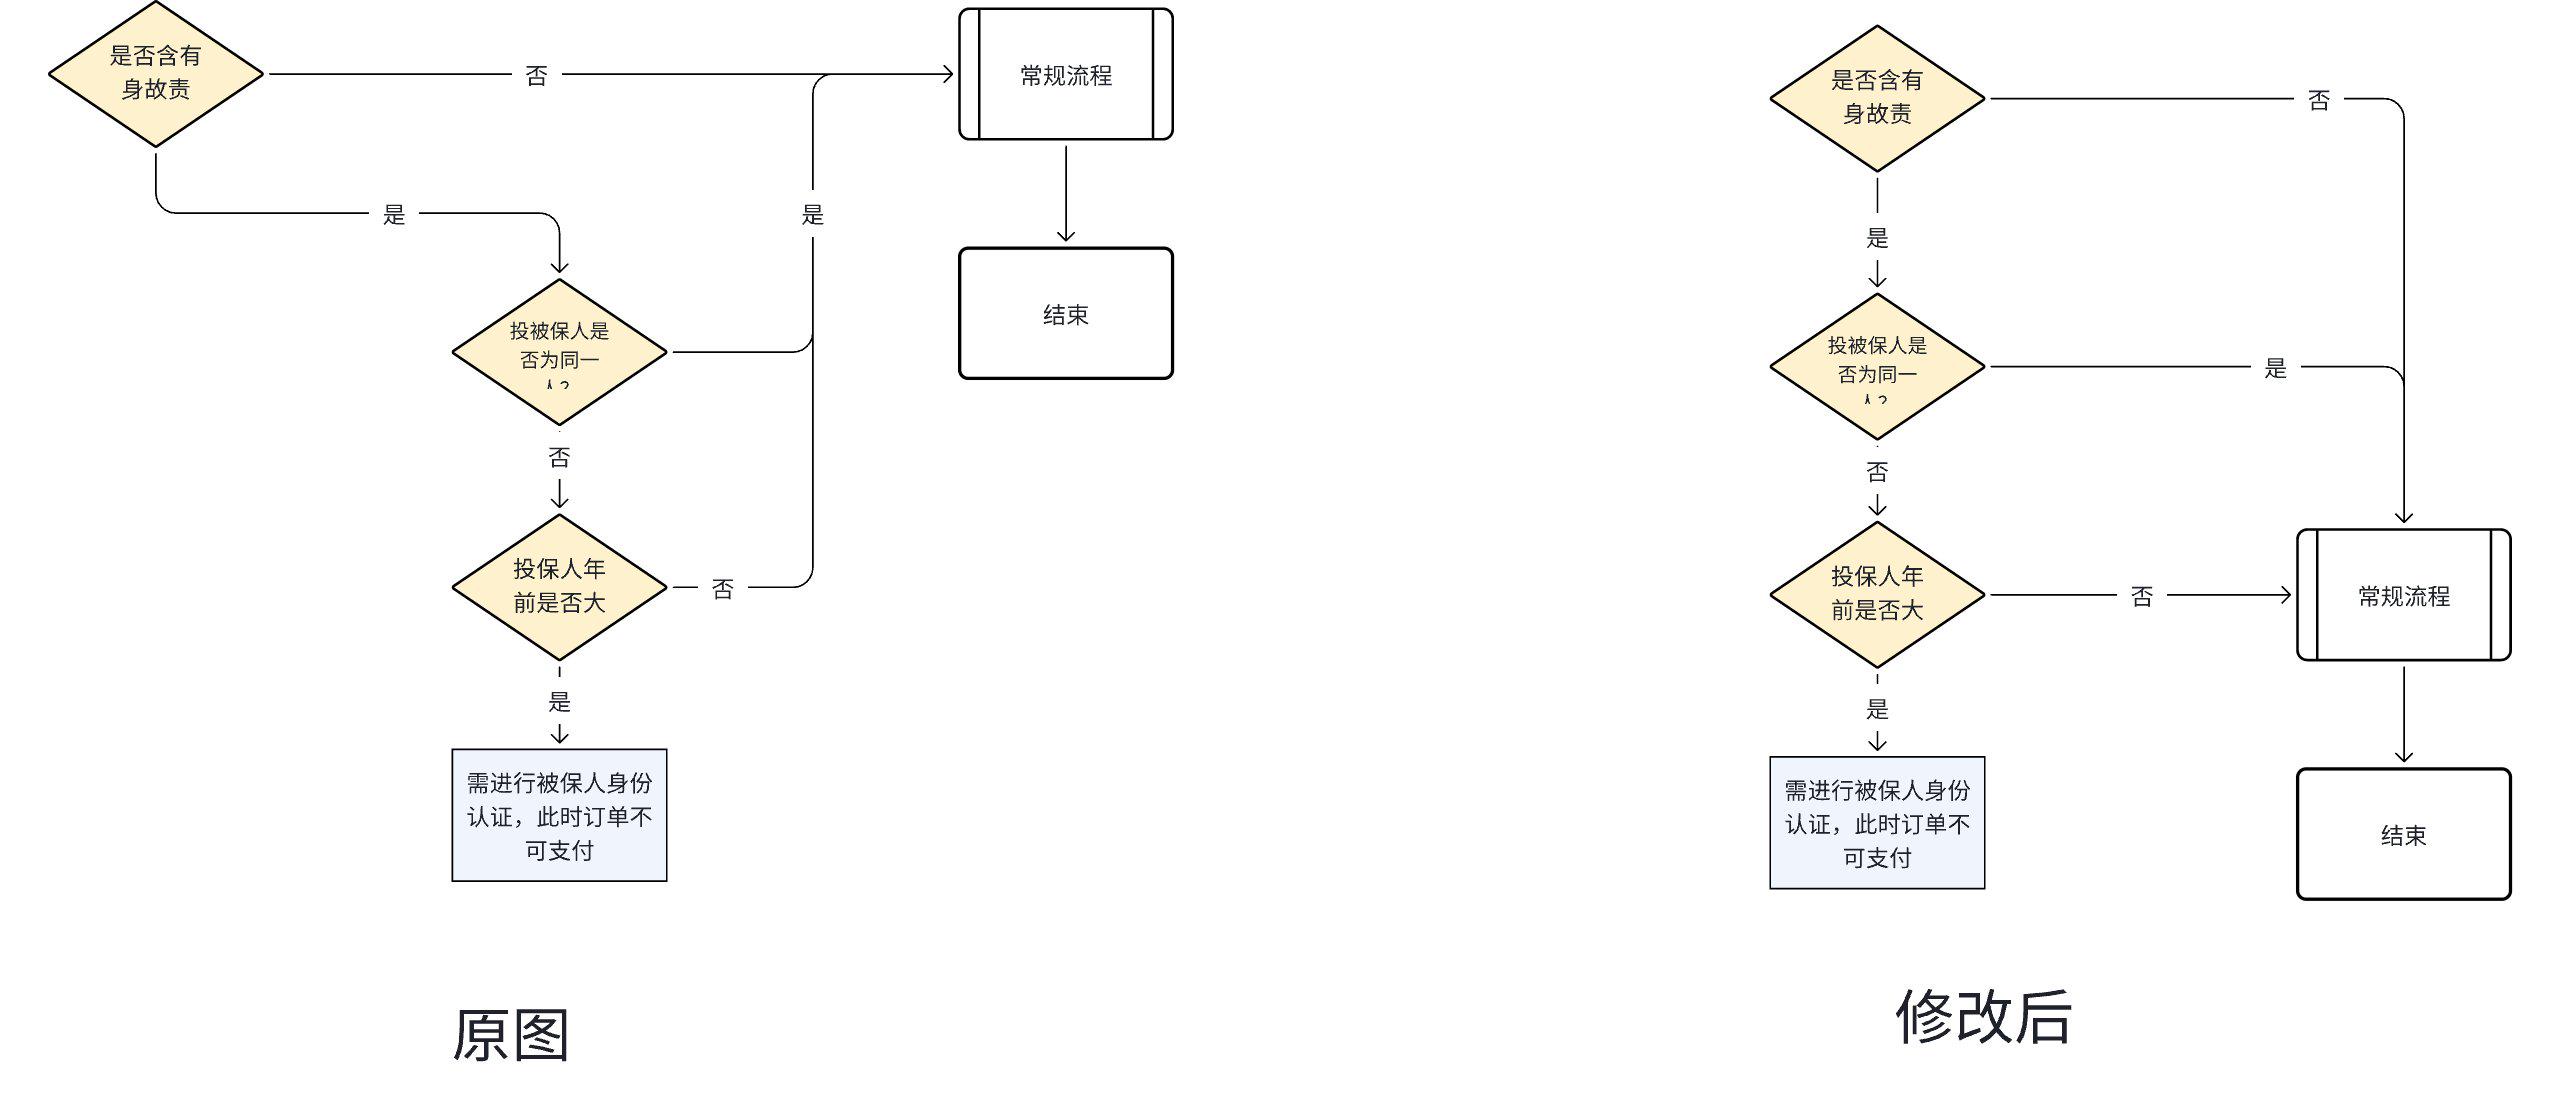 是否含有
身故责
否
常规流程
是
是
结束
投被保人是
否为同一
否
投保人年
前是否大
否
是
需进行被保人身份
认证，此时订单不
可支付
原图
是否含有
身故责
否
是
投被保人是
否为同一
是
否
投保人年
前是否大
否
常规流程
是
需进行被保人身份
认证，此时订单不
可支付
结束
修改后